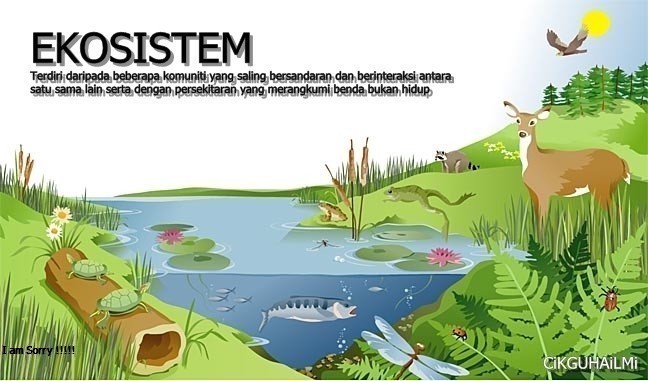 EKOSISTEM
Terdiri daripada beberapa komuniti yang saling bersandaran dan berinteraksi antara
satu sama lain serta dengan persekitaran yang merangkumi benda bukan hidup
I am Sorry !!!!!
CiKGUHAiLMi